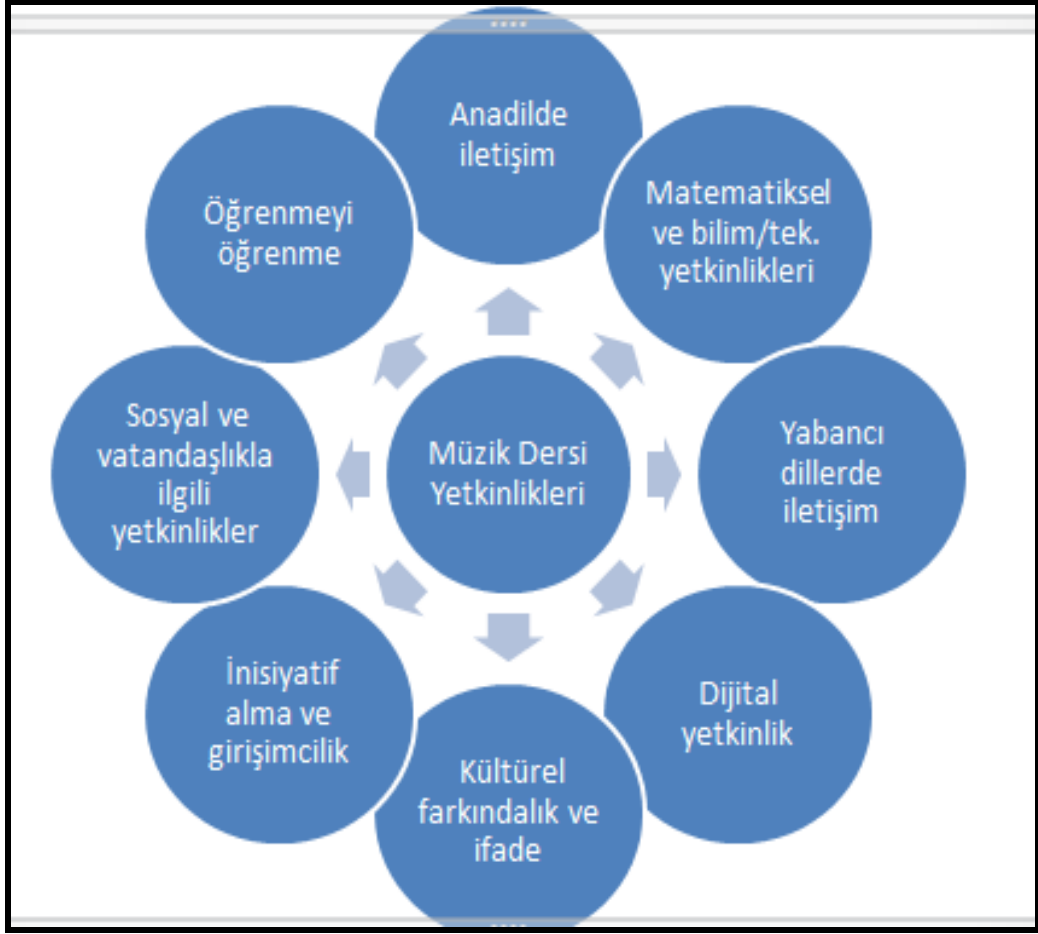 Anadilde
iletişim
Matematiksel
ve bilim/tek.
yetkinlikleri
Yabancı
dillerde
iletişim
Dijital
yetkinlik
Kültürel
farkındalık ve
ifade
İnisiyatif
alma ve
girişimcilik
Sosyal ve
vatandaşlıkla
ilgili
yetkinlikler
Öğrenmeyi
öğrenme
Müzik Dersi
Yetkinlikleri